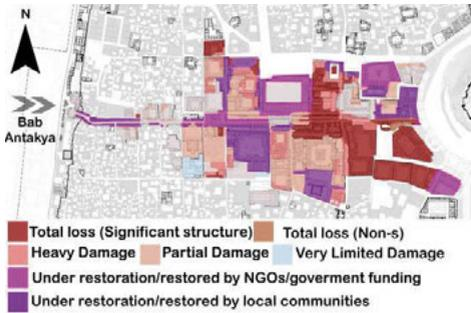 N
Bab
Antakya
Total loss (Significant structure) Total loss (Non-s)
Heavy Damage Partial Damage Very Limited Damage
Under restoration/restored by NGOs/goverment funding
Under restoration/restored by local communities